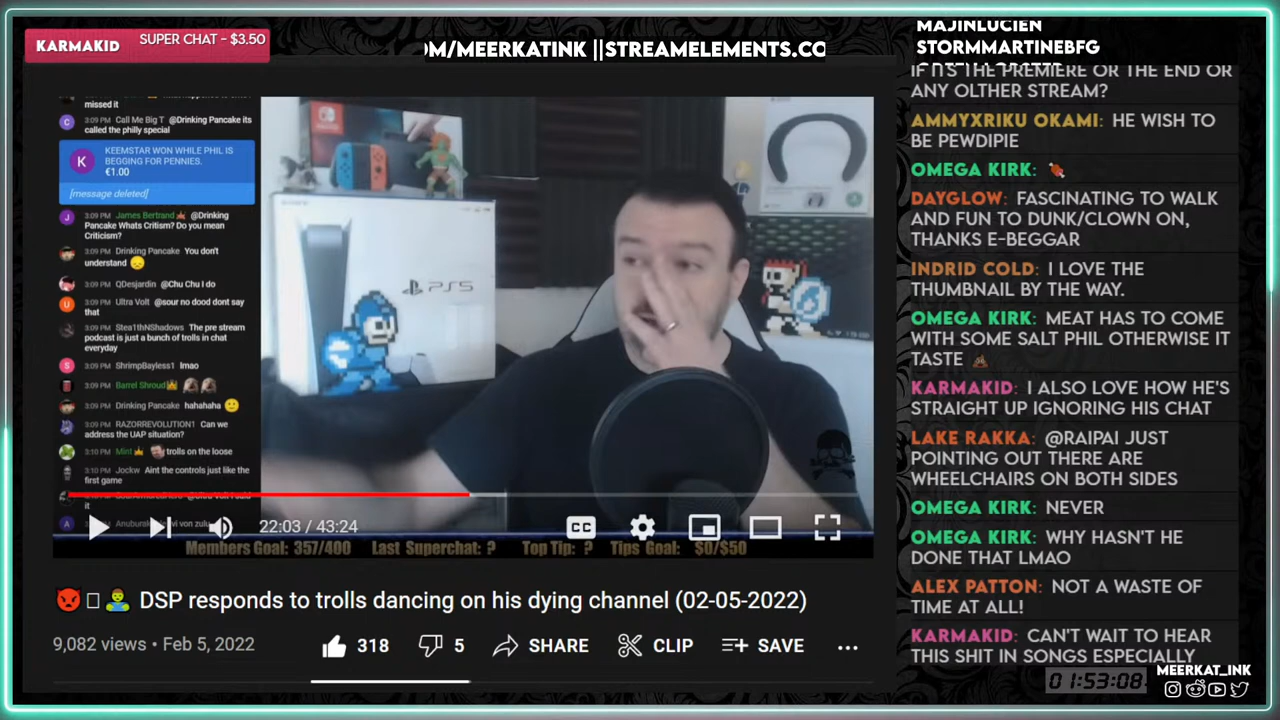 KARMAKID SUPER CHAT - $3.50
M/MEERKATINK ||STREAMELEMENTS.CO
MAJINLUCIEN
STORMMARTINEBFG
missed it
3:09 PM Call Me Big T @Drinking Pancake its
called the philly special
K
KEEMSTAR WON WHILE PHIL IS
BEGGING FOR PENNIES.
€1.00
[message deleted]
J 3:09 PM James Bertrand @Drinking
Pancake Whats Critism? Do you mean
Criticism?
3:09 PM Drinking Pancake You don't
understand
3:09 PM QDesjardin @Chu Chu I do
U 3:09 PM Ultra Volt @sour no dood dont say
that
3:09 PM Stea1thNShadows The pre stream
podcast is just a bunch of trolls in chat
everyday
S 3:09 PM ShrimpBayless1 lmao
3:09 PM Barrel Shroud
3:09 PM Drinking Pancake hahahaha
3:09 PM RAZORREVOLUTION1 Can we
address the UAP situation?
3:10 PM Mint trolls on the loose
3:10 PM Jockw Aint the controls just like the
first game
it
A
PS5
22:03 / 43:24
CC
Members Goal: 357/400 Last Superchat: ? Top Tip: ? Tips Goal: $0/$50
DSP responds to trolls dancing on his dying channel (02-05-2022)
9,082 views • Feb 5, 2022
318
5
SHARE
CLIP
SAVE
IF IT'S THE PREMIERE OR THE END OR
ANY OLTHER STREAM?
AMMYXRIKU OKAMI: HE WISH TO
BE PEWDIPIE
OMEGA KIRK:
DAYGLOW: FASCINATING TO WALK
AND FUN TO DUNK/CLOWN ON,
THANKS E-BEGGAR
INDRID COLD: I LOVE THE
THUMBNAIL BY THE WAY.
OMEGA KIRK: MEAT HAS TO COME
WITH SOME SALT PHIL OTHERWISE IT
TASTE
KARMAKID: I ALSO LOVE HOW HE'S
STRAIGHT UP IGNORING HIS CHAT
LAKE RAKKA: @RAIPAI JUST
POINTING OUT THERE ARE
WHEELCHAIRS ON BOTH SIDES
OMEGA KIRK: NEVER
OMEGA KIRK: WHY HASN'T HE
DONE THAT LMAO
ALEX PATTON: NOT A WASTE OF
TIME AT ALL!
KARMAKID: CAN'T WAIT TO HEAR
THIS SHIT IN SONGS ESPECIALLY
01:53:08
MEERKAT_INK